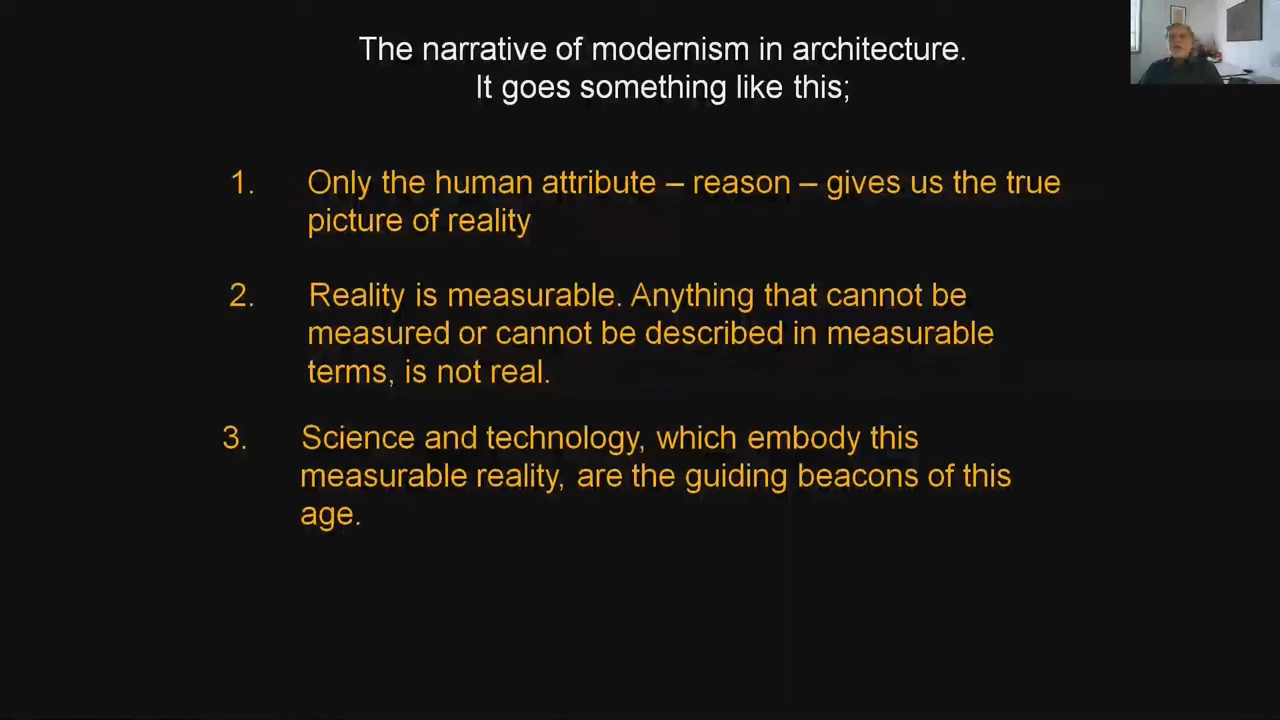 The narrative of modernism in architecture.
It goes something like this;
1. Only the human attribute – reason – gives us the true
picture of reality
2. Reality is measurable. Anything that cannot be
measured or cannot be described in measurable
terms, is not real.
3. Science and technology, which embody this
measurable reality, are the guiding beacons of this
age.